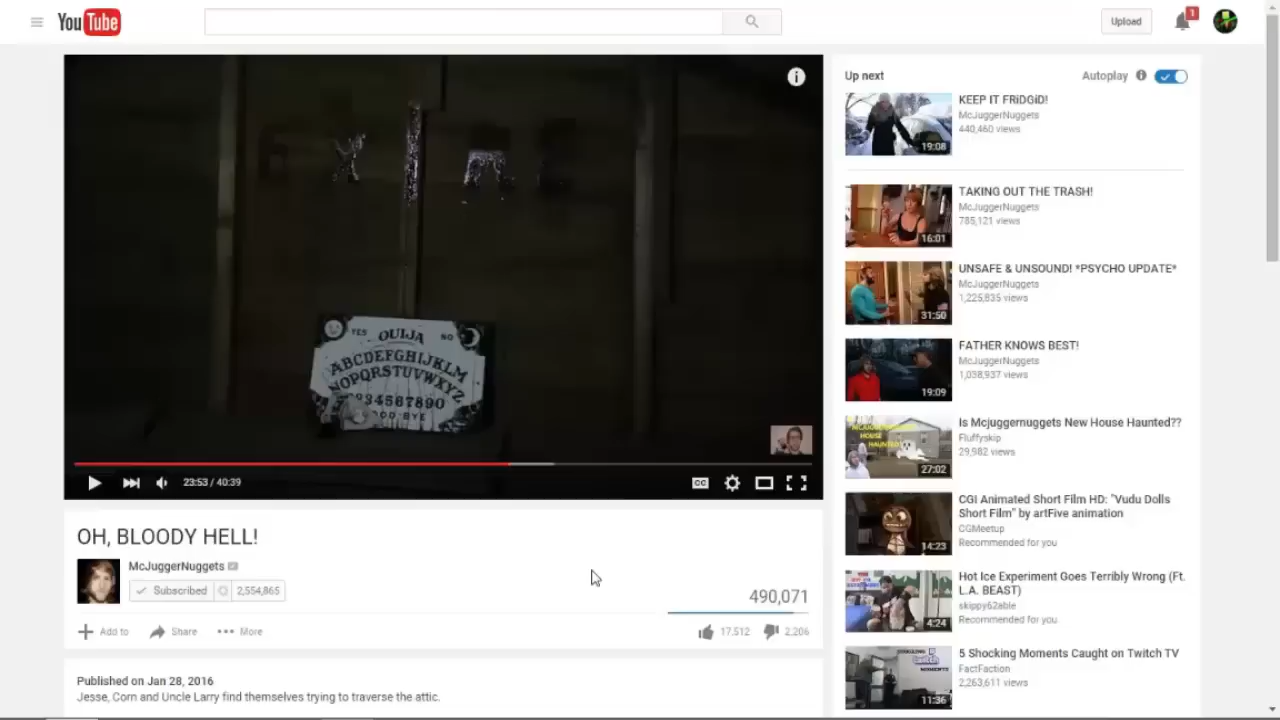 YouTube
Upload
1
YES OUIJA NO
ABCDEFGHIJKLM
NOPQRSTUVWXYZ
1234567890
GOOD-BYE
23:53 / 40:39
CC
OH, BLOODY HELL!
McJuggerNuggets
Subscribed 2,554,865
490,071
Add to Share More
17,512 2,206
Published on Jan 28, 2016
Jesse, Corn and Uncle Larry find themselves trying to traverse the attic.
Up next Autoplay
KEEP IT FRiDGiD!
McJuggerNuggets
440,460 views
19:08
TAKING OUT THE TRASH!
McJuggerNuggets
785,121 views
16:01
UNSAFE & UNSOUND! *PSYCHO UPDATE*
McJuggerNuggets
1,225,835 views
31:50
FATHER KNOWS BEST!
McJuggerNuggets
1,038,937 views
19:09
Is Mcjuggernuggets New House Haunted??
Fluffyskip
29,982 views
27:02
CGI Animated Short Film HD: "Vudu Dolls
Short Film" by artFive animation
CGMeetup
Recommended for you
14:23
Hot Ice Experiment Goes Terribly Wrong (Ft.
L.A. BEAST)
skippy62able
Recommended for you
4:24
5 Shocking Moments Caught on Twitch TV
FactFaction
2,263,611 views
11:36